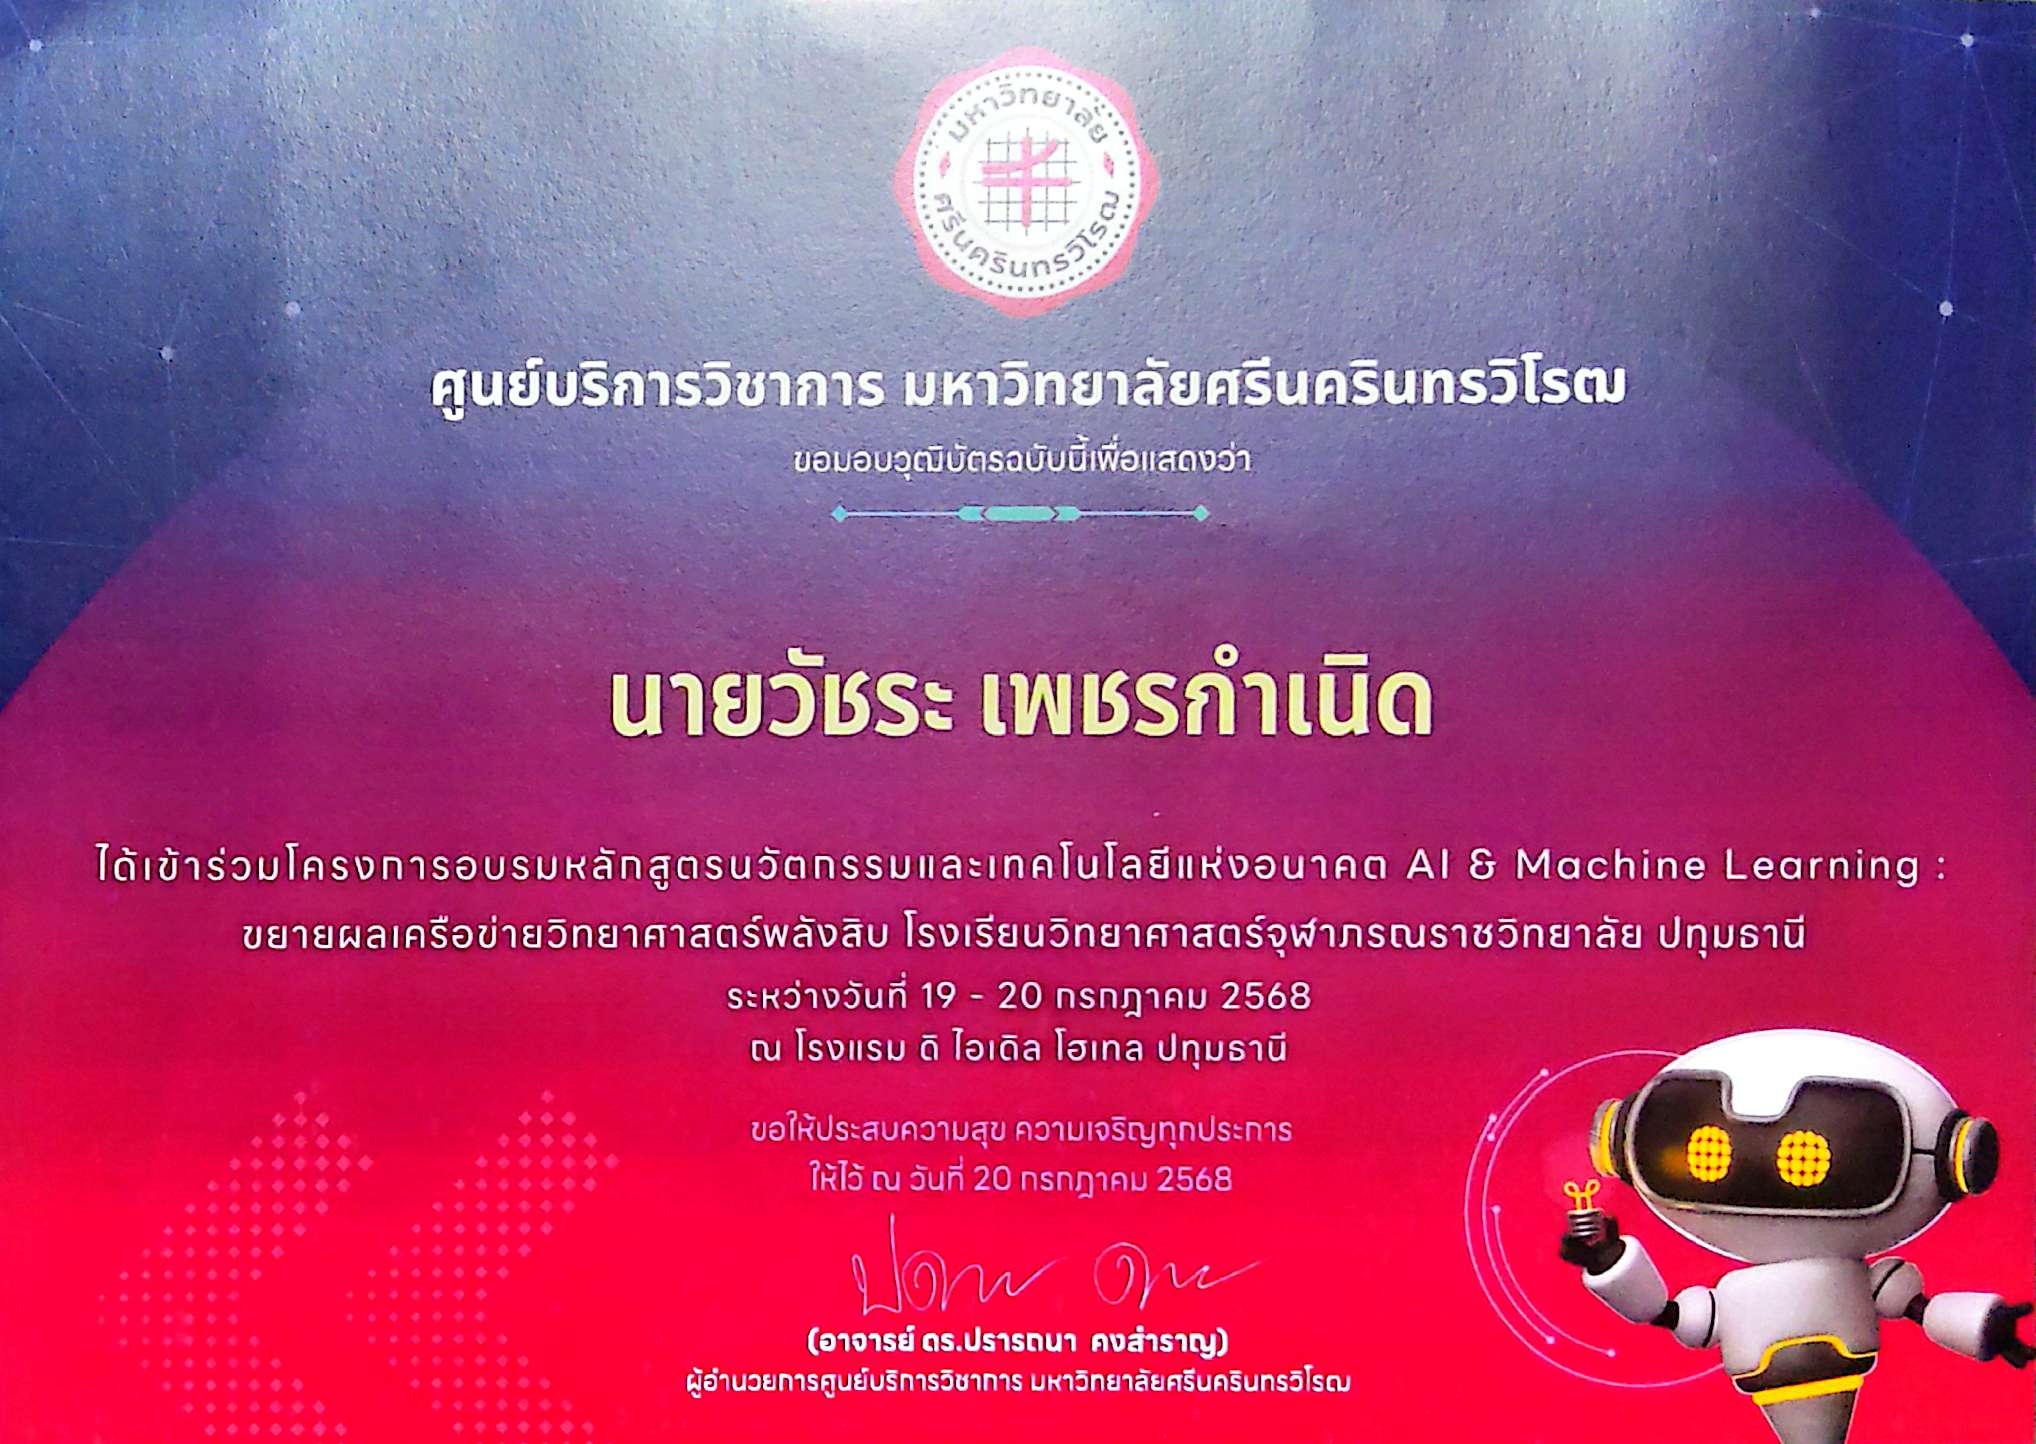 มหาวิทยาลัย
ศรีนครินทรวิโรฒ
ศูนย์บริการวิชาการ มหาวิทยาลัยศรีนครินทรวิโรฒ
ขอมอบวุฒิบัตรฉบับนี้เพื่อแสดงว่า
นายวัชระ เพชรกำเนิด
ได้เข้าร่วมโครงการอบรมหลักสูตรนวัตกรรมและเทคโนโลยีแห่งอนาคต AI & Machine Learning :
ขยายผลเครือข่ายวิทยาศาสตร์พลังสิบ โรงเรียนวิทยาศาสตร์จุฬาภรณราชวิทยาลัย ปทุมธานี
ระหว่างวันที่ 19 - 20 กรกฎาคม 2568
ณ โรงแรม ดิ ไอเดิล โฮเทล ปทุมธานี
ขอให้ประสบความสุข ความเจริญทุกประการ
ให้ไว้ ณ วันที่ 20 กรกฎาคม 2568
(อาจารย์ ดร.ปรารถนา คงสำราญ)
ผู้อำนวยการศูนย์บริการวิชาการ มหาวิทยาลัยศรีนครินทรวิโรฒ